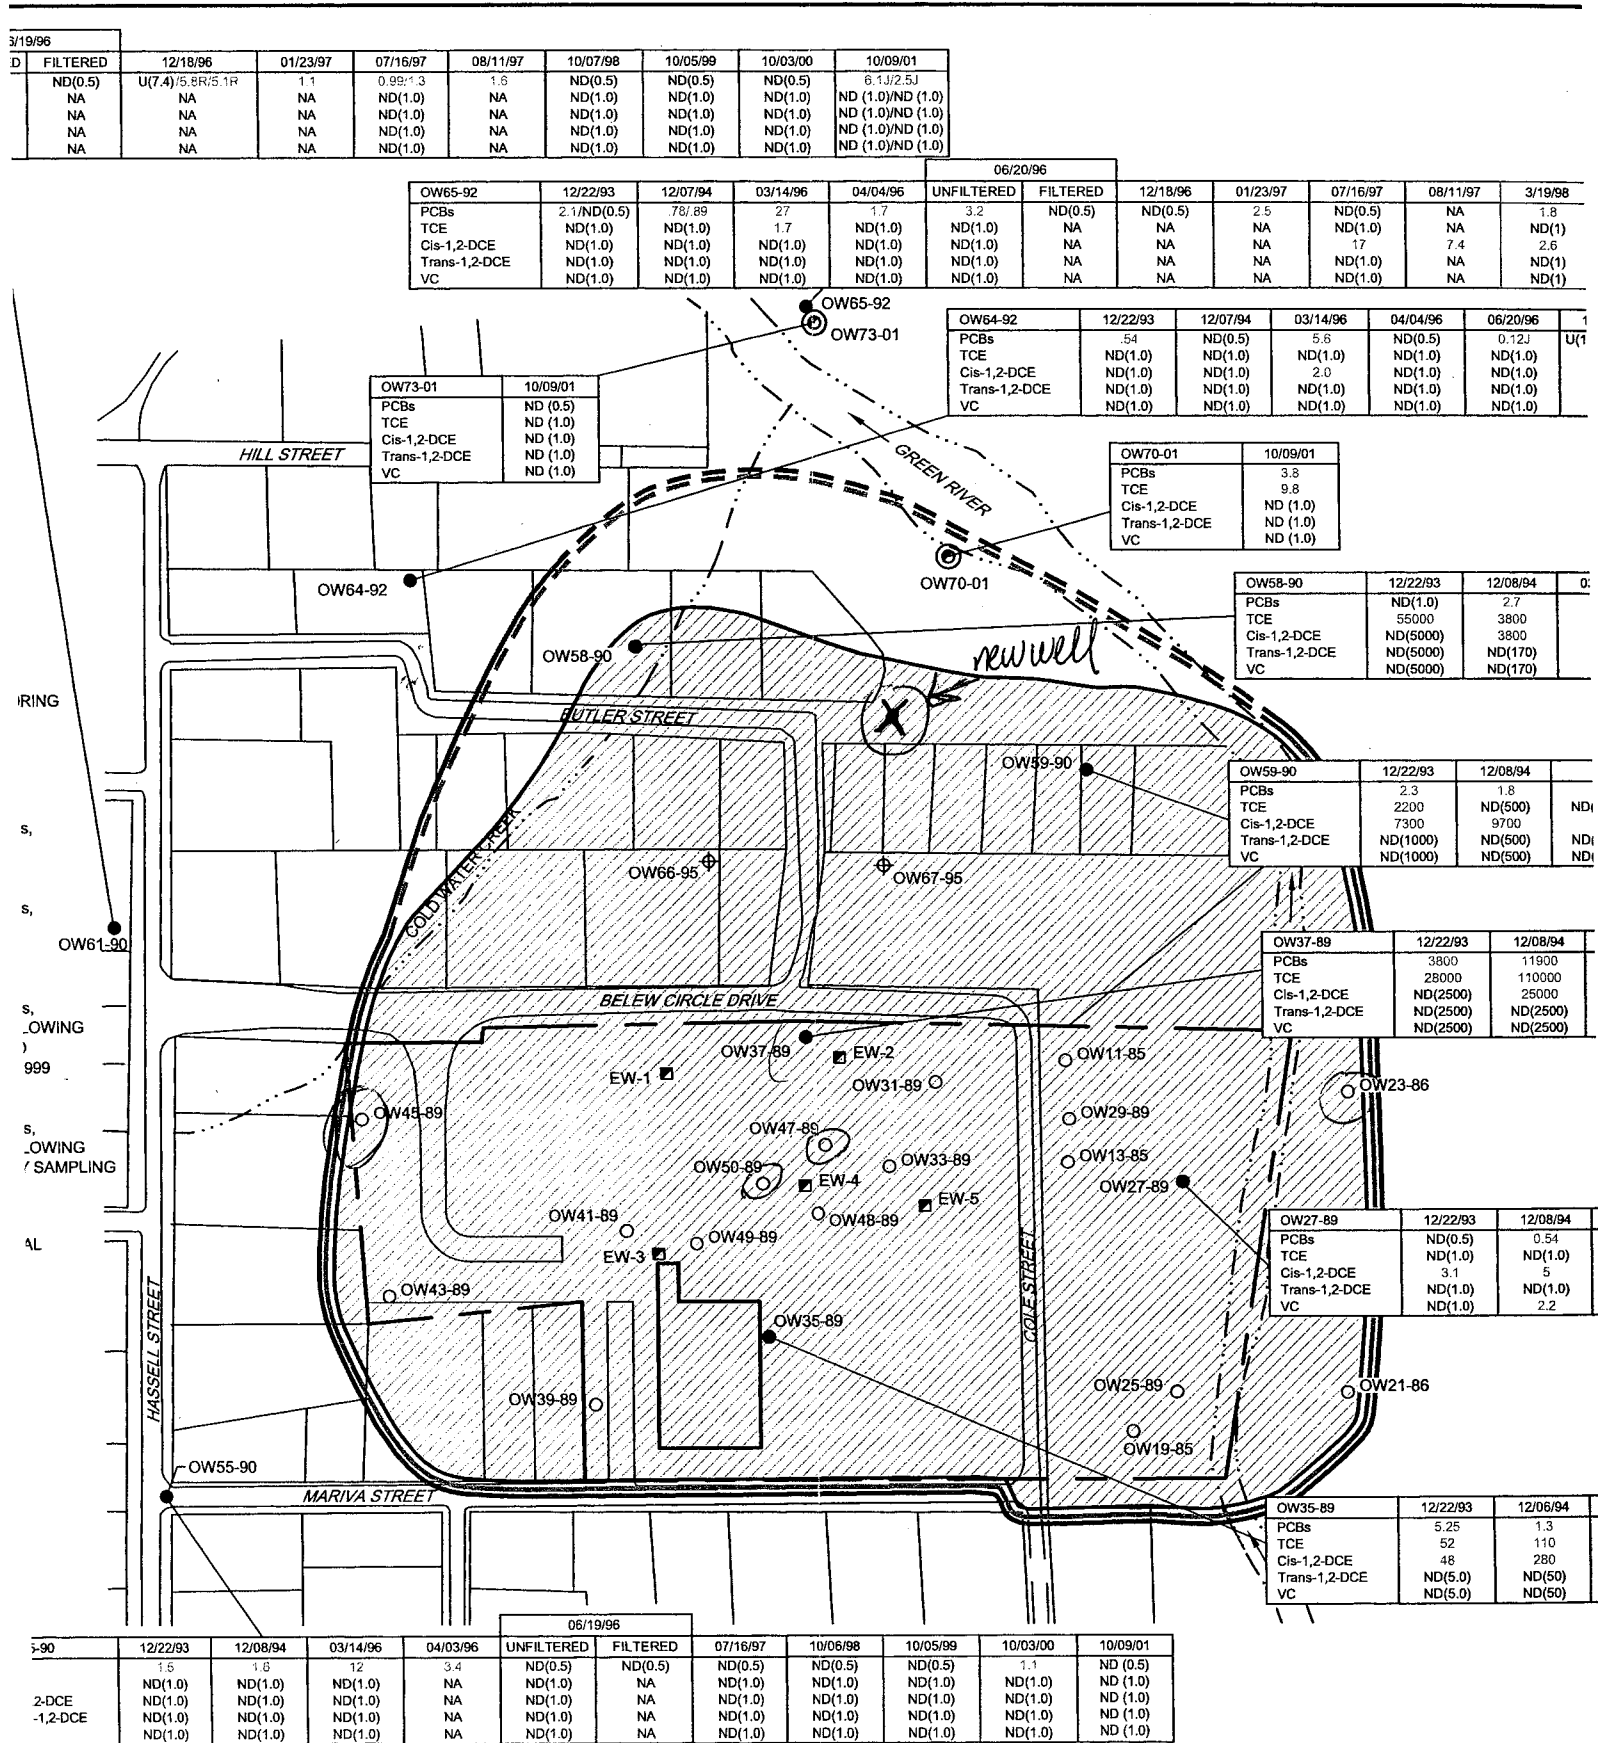 6/19/96
D FILTERED 12/18/96 01/23/97 07/16/97 08/11/97 10/07/98 10/05/99 10/03/00 10/09/01
ND(0.5) U(7.4)/5.8R/5.1R 1.1 0.99/1.3 1.6 ND(0.5) ND(0.5) ND(0.5) 6.1J/2.5J
NA NA NA ND(1.0) NA ND(1.0) ND(1.0) ND(1.0) ND (1.0)/ND (1.0)
NA NA NA ND(1.0) NA ND(1.0) ND(1.0) ND(1.0) ND (1.0)/ND (1.0)
NA NA NA ND(1.0) NA ND(1.0) ND(1.0) ND(1.0) ND (1.0)/ND (1.0)
NA NA NA ND(1.0) NA ND(1.0) ND(1.0) ND(1.0) ND (1.0)/ND (1.0)
06/20/96
OW65-92 12/22/93 12/07/94 03/14/96 04/04/96 UNFILTERED FILTERED 12/18/96 01/23/97 07/16/97 08/11/97 3/19/98
PCBs 2.1/ND(0.5) .78/.89 27 1.7 3.2 ND(0.5) ND(0.5) 2.5 ND(0.5) NA 1.8
TCE ND(1.0) ND(1.0) 1.7 ND(1.0) ND(1.0) NA NA NA ND(1.0) NA ND(1)
Cis-1,2-DCE ND(1.0) ND(1.0) ND(1.0) ND(1.0) ND(1.0) NA NA NA 17 7.4 2.6
Trans-1,2-DCE ND(1.0) ND(1.0) ND(1.0) ND(1.0) ND(1.0) NA NA NA ND(1.0) NA ND(1)
VC ND(1.0) ND(1.0) ND(1.0) ND(1.0) ND(1.0) NA NA NA ND(1.0) NA ND(1)
OW65-92
OW73-01
OW64-92 12/22/93 12/07/94 03/14/96 04/04/96 06/20/96 1
PCBs .54 ND(0.5) 5.6 ND(0.5) 0.12J U(1
TCE ND(1.0) ND(1.0) ND(1.0) ND(1.0) ND(1.0)
Cis-1,2-DCE ND(1.0) ND(1.0) 2.0 ND(1.0) ND(1.0)
Trans-1,2-DCE ND(1.0) ND(1.0) ND(1.0) ND(1.0) ND(1.0)
VC ND(1.0) ND(1.0) ND(1.0) ND(1.0) ND(1.0)
OW73-01 10/09/01
PCBs ND (0.5)
TCE ND (1.0)
Cis-1,2-DCE ND (1.0)
Trans-1,2-DCE ND (1.0)
VC ND (1.0)
HILL STREET
GREEN RIVER
OW70-01 10/09/01
PCBs 3.8
TCE 9.8
Cis-1,2-DCE ND (1.0)
Trans-1,2-DCE ND (1.0)
VC ND (1.0)
OW64-92
OW70-01
OW58-90 12/22/93 12/08/94 03
PCBs ND(1.0) 2.7
TCE 55000 3800
Cis-1,2-DCE ND(5000) 3800
Trans-1,2-DCE ND(5000) ND(170)
VC ND(5000) ND(170)
OW58-90
new well
X
RING
BUTLER STREET
OW59-90
OW59-90 12/22/93 12/08/94
PCBs 2.3 1.8
TCE 2200 ND(500) ND(
Cis-1,2-DCE 7300 9700
Trans-1,2-DCE ND(1000) ND(500) ND(
VC ND(1000) ND(500) ND(
S,
COLD WATER CREEK
OW66-95
OW67-95
S,
OW61-90
OW37-89 12/22/93 12/08/94
PCBs 3800 11900
TCE 28000 110000
Cis-1,2-DCE ND(2500) 25000
Trans-1,2-DCE ND(2500) ND(2500)
VC ND(2500) ND(2500)
S,
LOWING
)
999
BELEW CIRCLE DRIVE
OW37-89
EW-2
OW11-85
EW-1
OW31-89
OW23-86
OW45-89
OW29-89
S,
LOWING
/ SAMPLING
OW47-89
OW33-89
OW13-85
OW50-89
EW-4
OW27-89
EW-5
OW41-89
OW48-89
OW49-89
EW-3
AL
OW27-89 12/22/93 12/08/94
PCBs ND(0.5) 0.54
TCE ND(1.0) ND(1.0)
Cis-1,2-DCE 3.1 5
Trans-1,2-DCE ND(1.0) ND(1.0)
VC ND(1.0) 2.2
OW43-89
HASSELL STREET
COLE STREET
OW35-89
OW39-89
OW25-89
OW21-86
OW19-85
OW55-90
MARIVA STREET
OW35-89 12/22/93 12/06/94
PCBs 5.25 1.3
TCE 52 110
Cis-1,2-DCE 48 280
Trans-1,2-DCE ND(5.0) ND(50)
VC ND(5.0) ND(50)
06/19/96
5-90 12/22/93 12/08/94 03/14/96 04/03/96 UNFILTERED FILTERED 07/16/97 10/06/98 10/05/99 10/03/00 10/09/01
1.5 1.6 12 3.4 ND(0.5) ND(0.5) ND(0.5) ND(0.5) ND(0.5) 1.1 ND (0.5)
ND(1.0) ND(1.0) ND(1.0) NA ND(1.0) NA ND(1.0) ND(1.0) ND(1.0) ND(1.0) ND (1.0)
2-DCE ND(1.0) ND(1.0) ND(1.0) NA ND(1.0) NA ND(1.0) ND(1.0) ND(1.0) ND(1.0) ND (1.0)
-1,2-DCE ND(1.0) ND(1.0) ND(1.0) NA ND(1.0) NA ND(1.0) ND(1.0) ND(1.0) ND(1.0) ND (1.0)
ND(1.0) ND(1.0) ND(1.0) NA ND(1.0) NA ND(1.0) ND(1.0) ND(1.0) ND(1.0) ND (1.0)